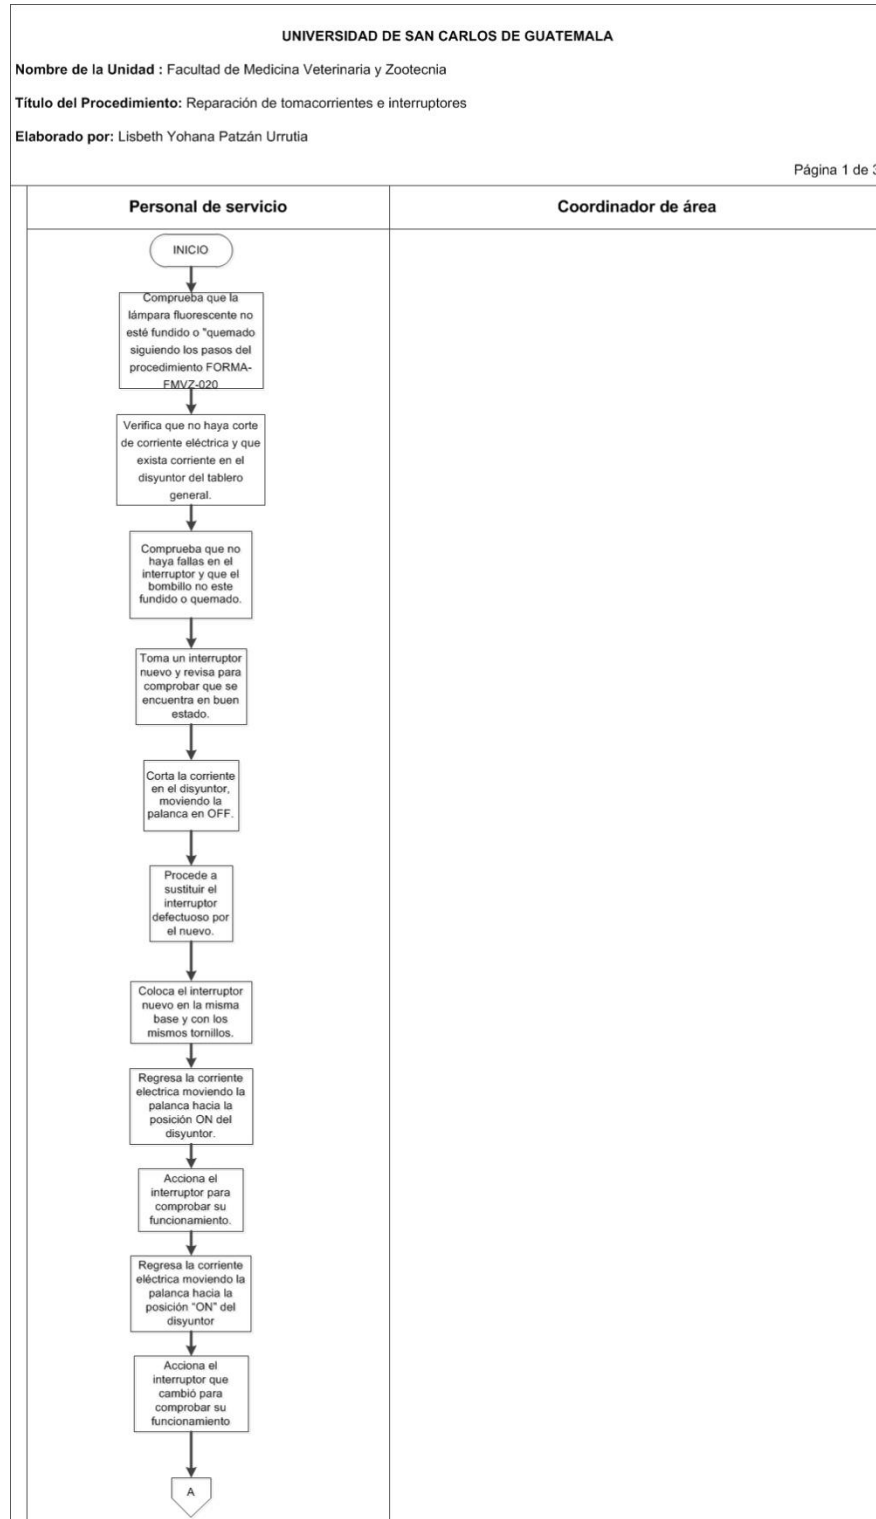 UNIVERSIDAD DE SAN CARLOS DE GUATEMALA
Nombre de la Unidad : Facultad de Medicina Veterinaria y Zootecnia
Título del Procedimiento: Reparación de tomacorrientes e interruptores
Elaborado por: Lisbeth Yohana Patzán Urrutia
Página 1 de 3
Personal de servicio
Coordinador de área
INICIO
Comprueba que la
lámpara fluorescente no
esté fundido o "quemado
siguiendo los pasos del
procedimiento FORMA-
FMVZ-020
Verifica que no haya corte
de corriente eléctrica y que
exista corriente en el
disyuntor del tablero
general.
Comprueba que no
haya fallas en el
interruptor y que el
bombillo no este
fundido o quemado.
Toma un interruptor
nuevo y revisa para
comprobar que se
encuentra en buen
estado.
Corta la corriente
en el disyuntor,
moviendo la
palanca en OFF.
Procede a
sustituir el
interruptor
defectuoso por
el nuevo.
Coloca el interruptor
nuevo en la misma
base y con los
mismos tornillos.
Regresa la corriente
electrica moviendo la
palanca hacia la
posición ON del
disyuntor.
Acciona el
interruptor para
comprobar su
funcionamiento.
Regresa la corriente
eléctrica moviendo la
palanca hacia la
posición “ON” del
disyuntor
Acciona el
interruptor que
cambió para
comprobar su
funcionamiento
A